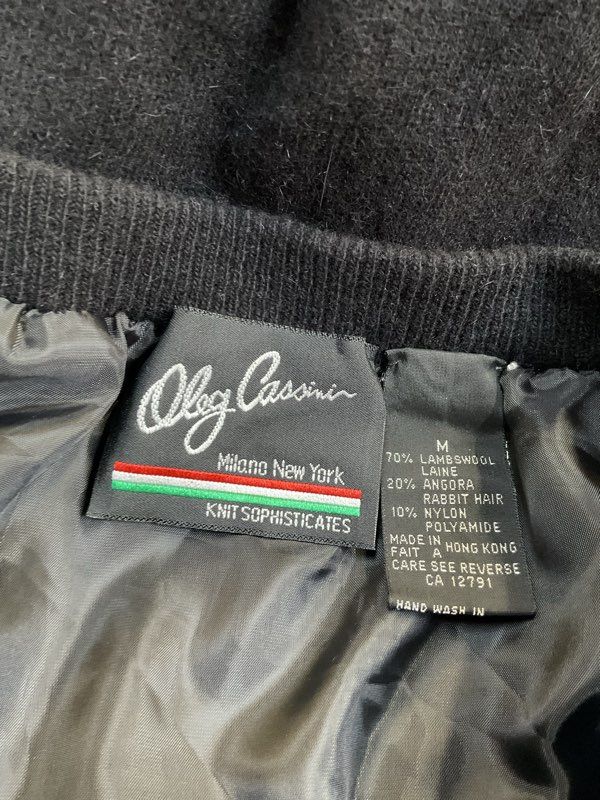 Oleg Cassini
Milano New York
KNIT SOPHISTICATES
M
70% LAMBSWOOL
LAINE
20% ANGORA
RABBIT HAIR
10% NYLON
POLYAMIDE
MADE IN HONG KONG
FAIT A
CARE SEE REVERSE
CA 12791
HAND WASH IN